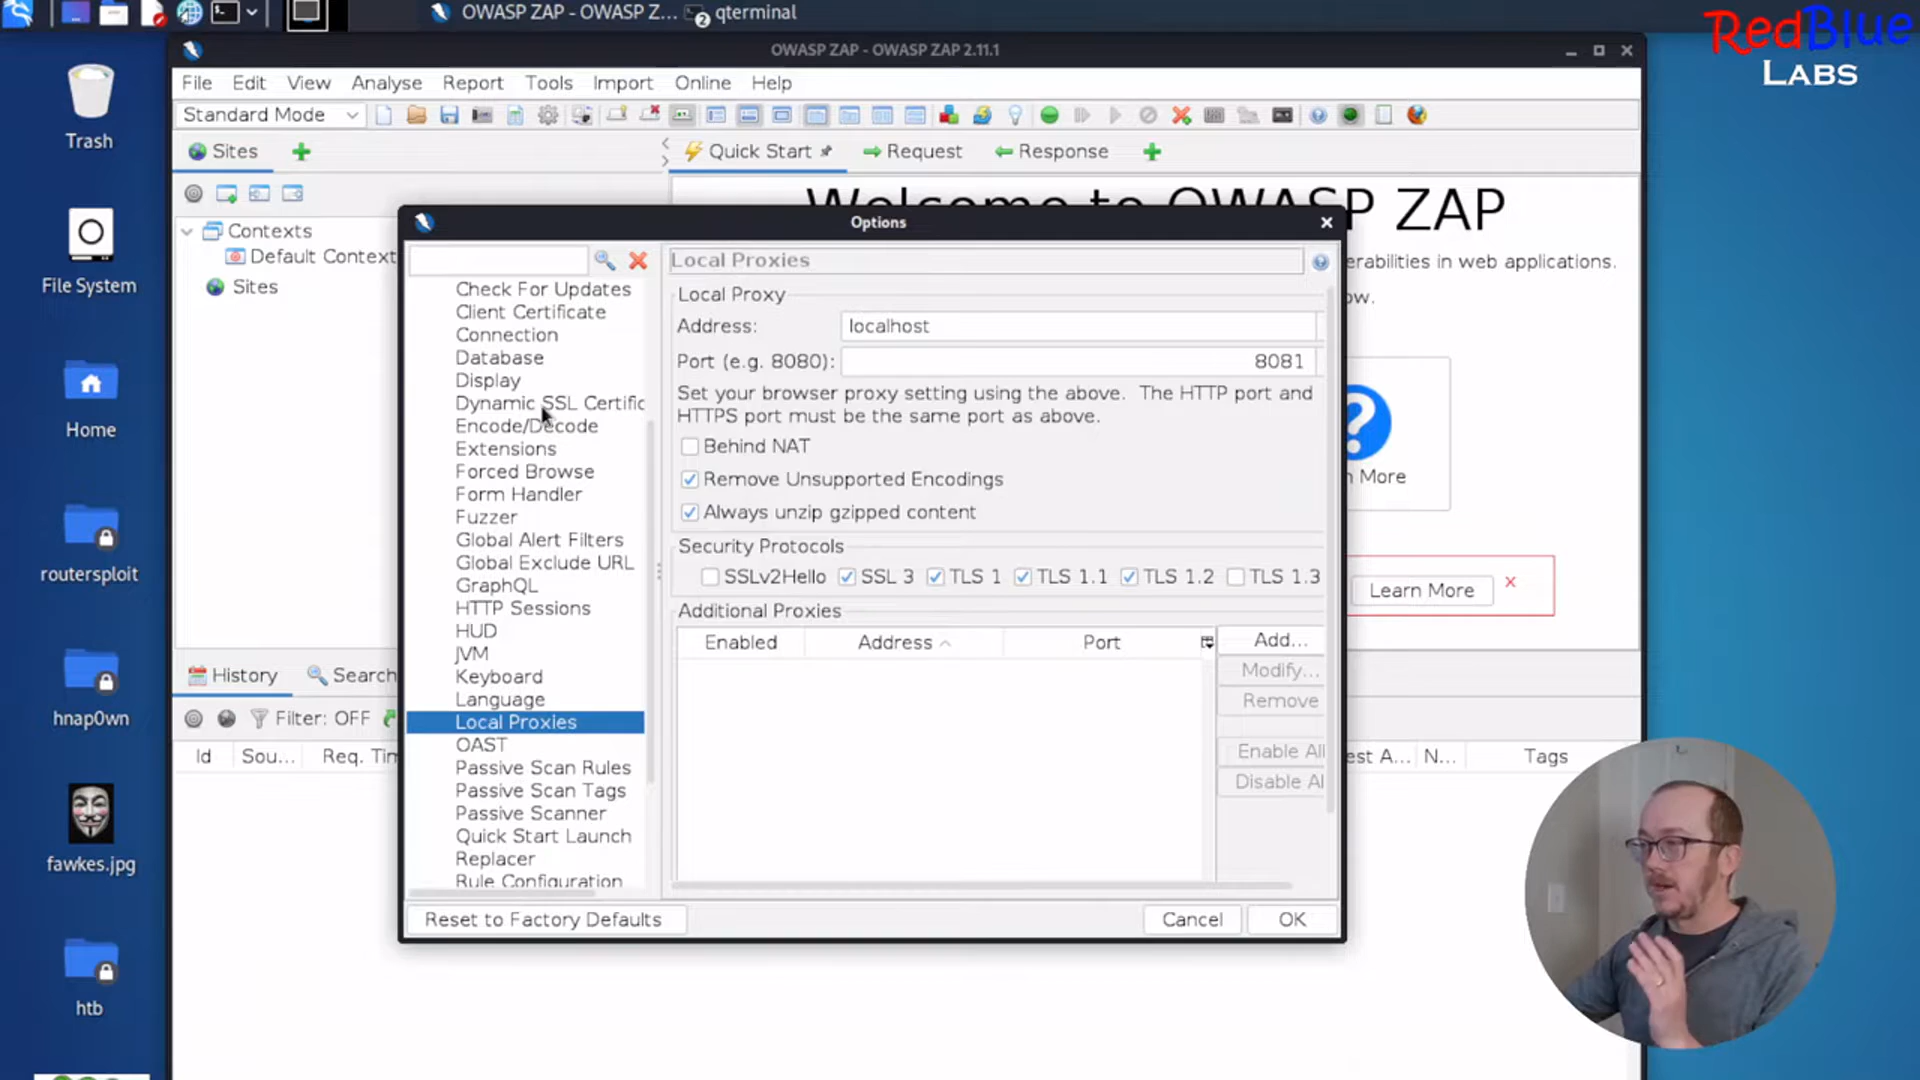 OWASP ZAP - OWASP Z...
2 qterminal
RedBlue
LABS
OWASP ZAP - OWASP ZAP 2.11.1
File Edit View Analyse Report Tools Import Online Help
Standard Mode
Sites
Quick Start
Request
Response
Trash
File System
Home
routersploit
hnap0wn
fawkes.jpg
htb
Contexts
Default Context
Sites
Welcome to OWASP ZAP
erabilities in web applications.
ow.
n More
Learn More
History
Search
Filter: OFF
Id Sou... Req. Tim
est A... N... Tags
Options
Check For Updates
Client Certificate
Connection
Database
Display
Dynamic SSL Certific
Encode/Decode
Extensions
Forced Browse
Form Handler
Fuzzer
Global Alert Filters
Global Exclude URL
GraphQL
HTTP Sessions
HUD
JVM
Keyboard
Language
Local Proxies
OAST
Passive Scan Rules
Passive Scan Tags
Passive Scanner
Quick Start Launch
Replacer
Rule Configuration
Local Proxies
Local Proxy
Address: localhost
Port (e.g. 8080): 8081
Set your browser proxy setting using the above. The HTTP port and
HTTPS port must be the same port as above.
Behind NAT
Remove Unsupported Encodings
Always unzip gzipped content
Security Protocols
SSLv2Hello SSL 3 TLS 1 TLS 1.1 TLS 1.2 TLS 1.3
Additional Proxies
Enabled Address Port
Add...
Modify...
Remove
Enable All
Disable Al
Reset to Factory Defaults
Cancel
OK